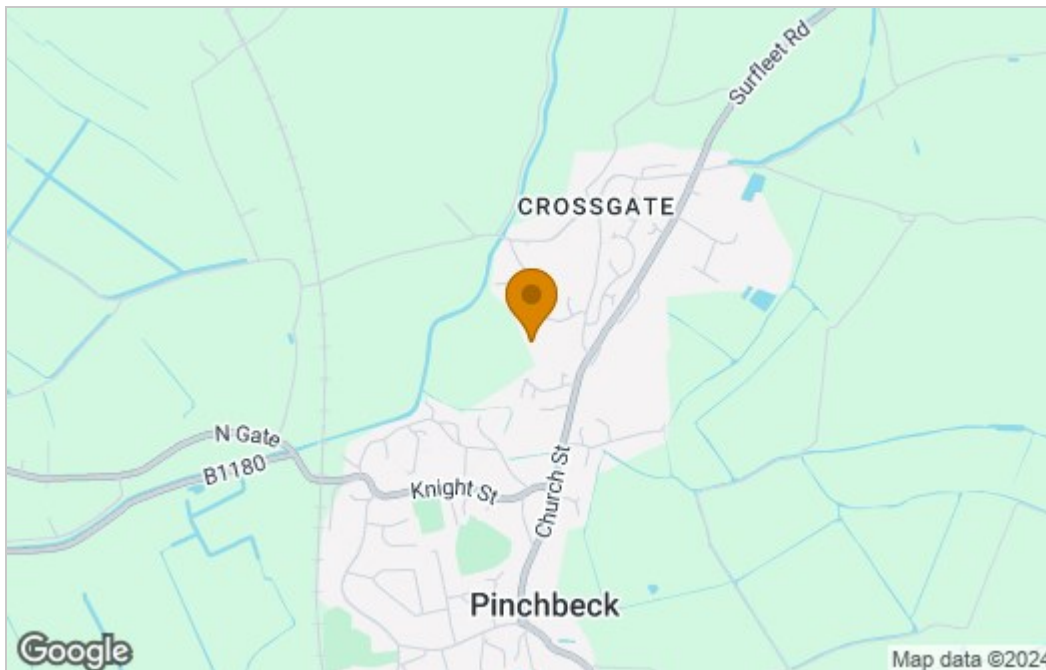 Surfleet Rd
CROSSGATE
N Gate
B1180
Knight St
Church St
Pinchbeck
Google
Map data ©2024